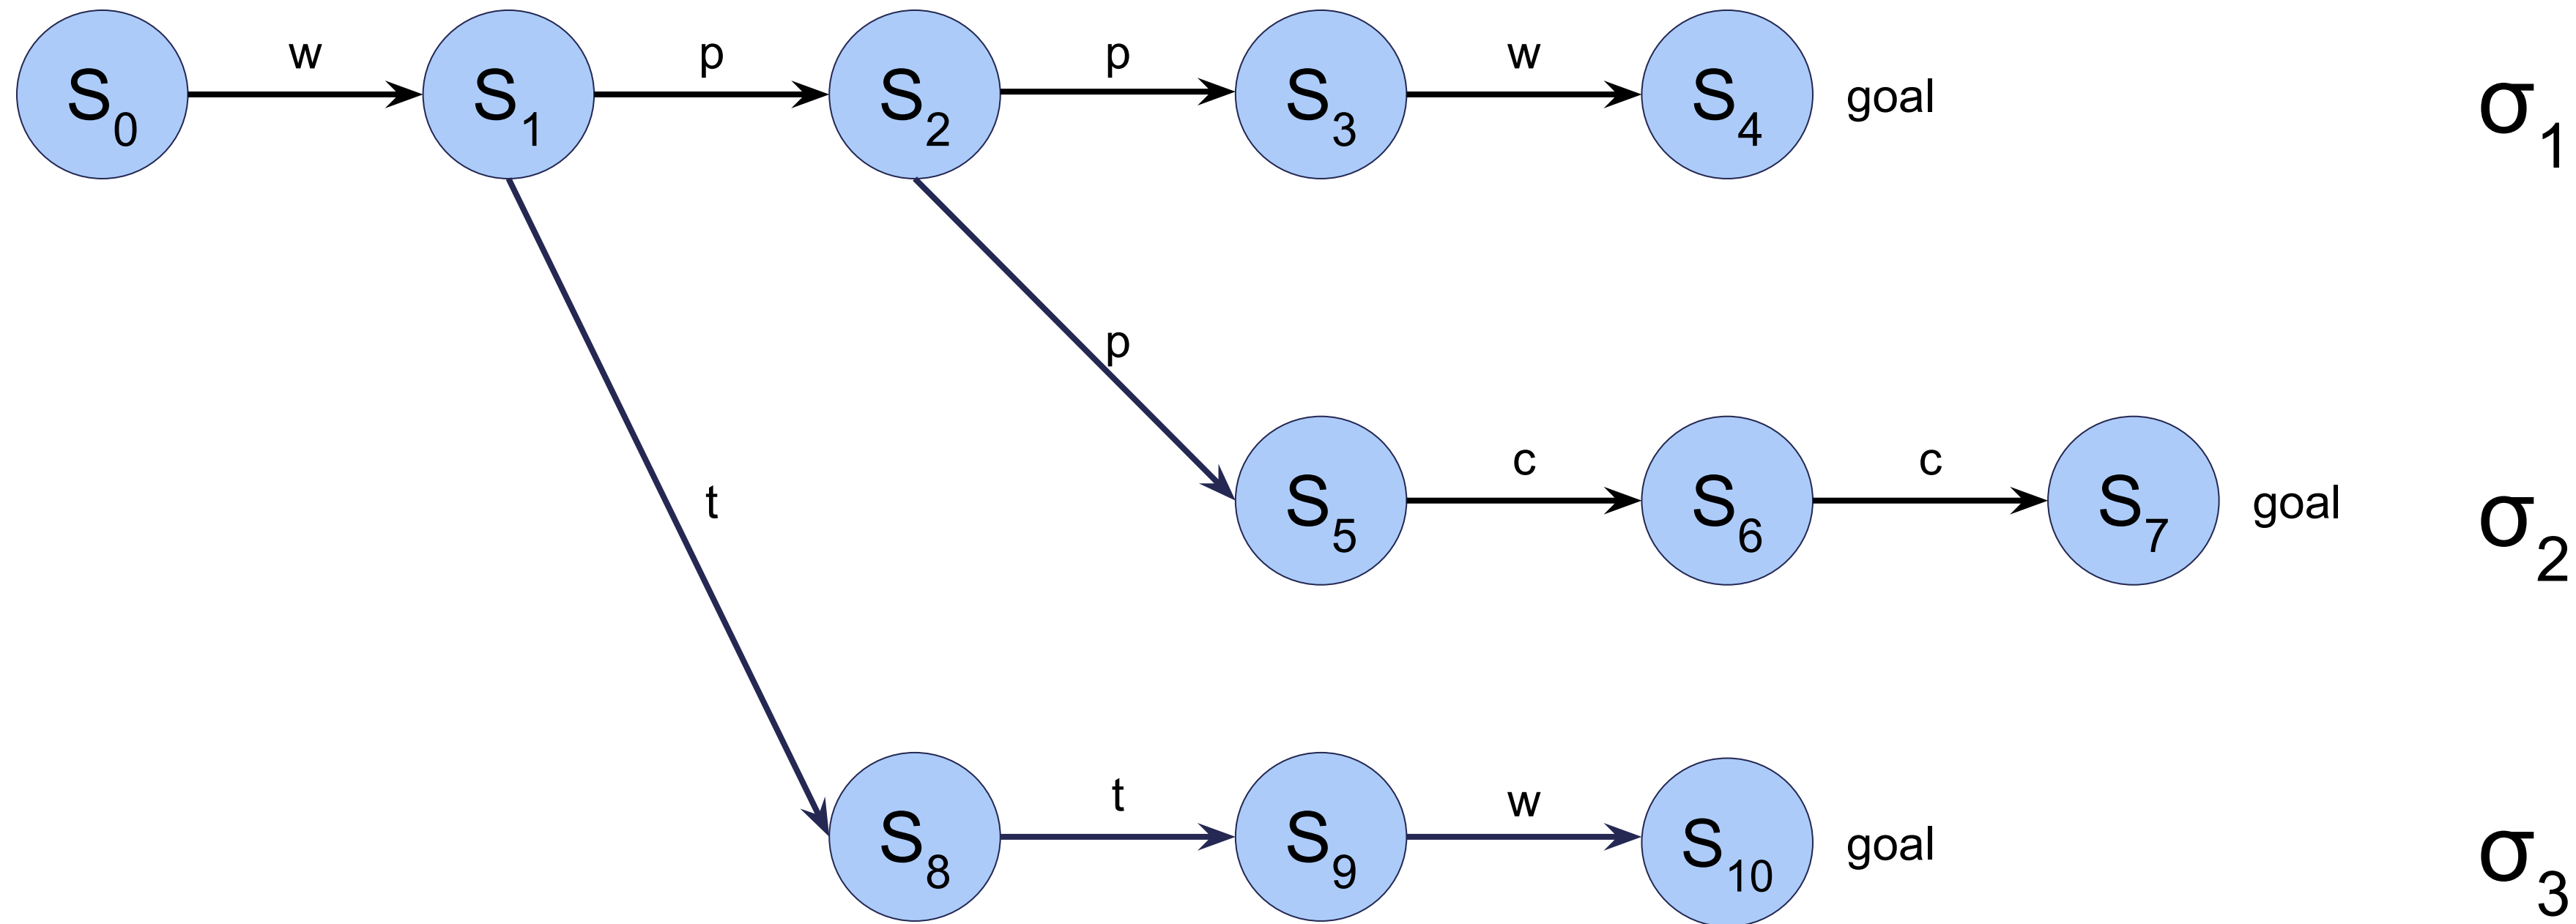 w p p w
S0 S1 S2 S3 S4 goal σ1
p
t c c
S5 S6 S7 goal σ2
t w
S8 S9 S10 goal σ3